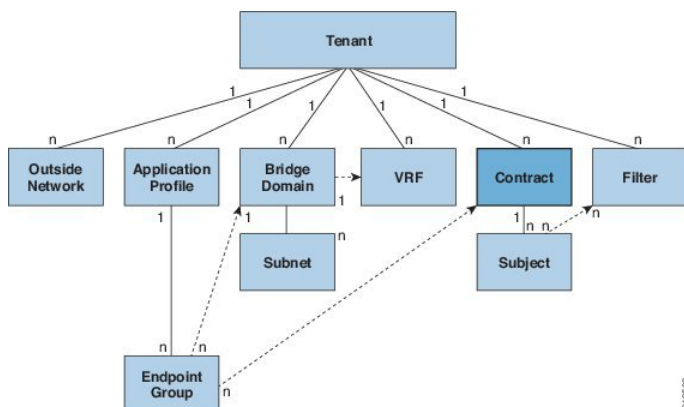 Tenant
1
1
1
1
1
1
n
n
n
n
n
n
Outside
Network
Application
Profile
Bridge
Domain
VRF
Contract
Filter
1
1
1
1
n
n
n
n
Subnet
Subject
n
n
n
Endpoint
Group